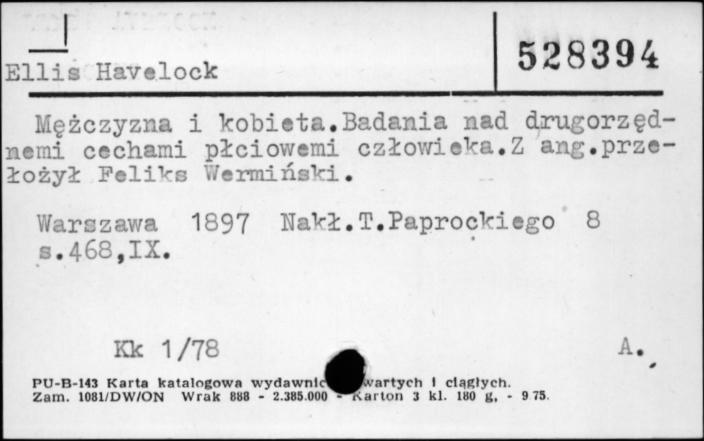 528394
Ellis Havelock
Mężczyzna i kobieta.Badania nad drugorzęd-
nemi cechami płciowemi człowieka.Z ang.prze-
łożył Feliks Wermiński.
Warszawa 1897 Nakł.T.Paprockiego 8
s.468,IX.
Kk 1/78 A.
PU-B-143 Karta katalogowa wydawnic wartych i ciągłych.
Zam. 1081/DW/ON Wrak 888 - 2.385.000 - Karton 3 kl. 180 g, - 9 75.